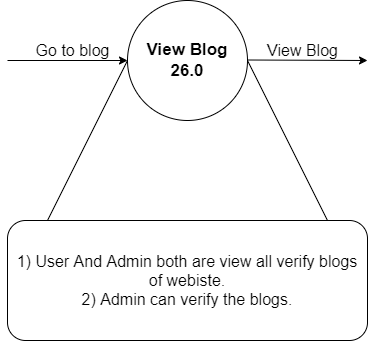 Go to blog
View Blog
26.0
View Blog
1) User And Admin both are view all verify blogs
of webiste.
2) Admin can verify the blogs.